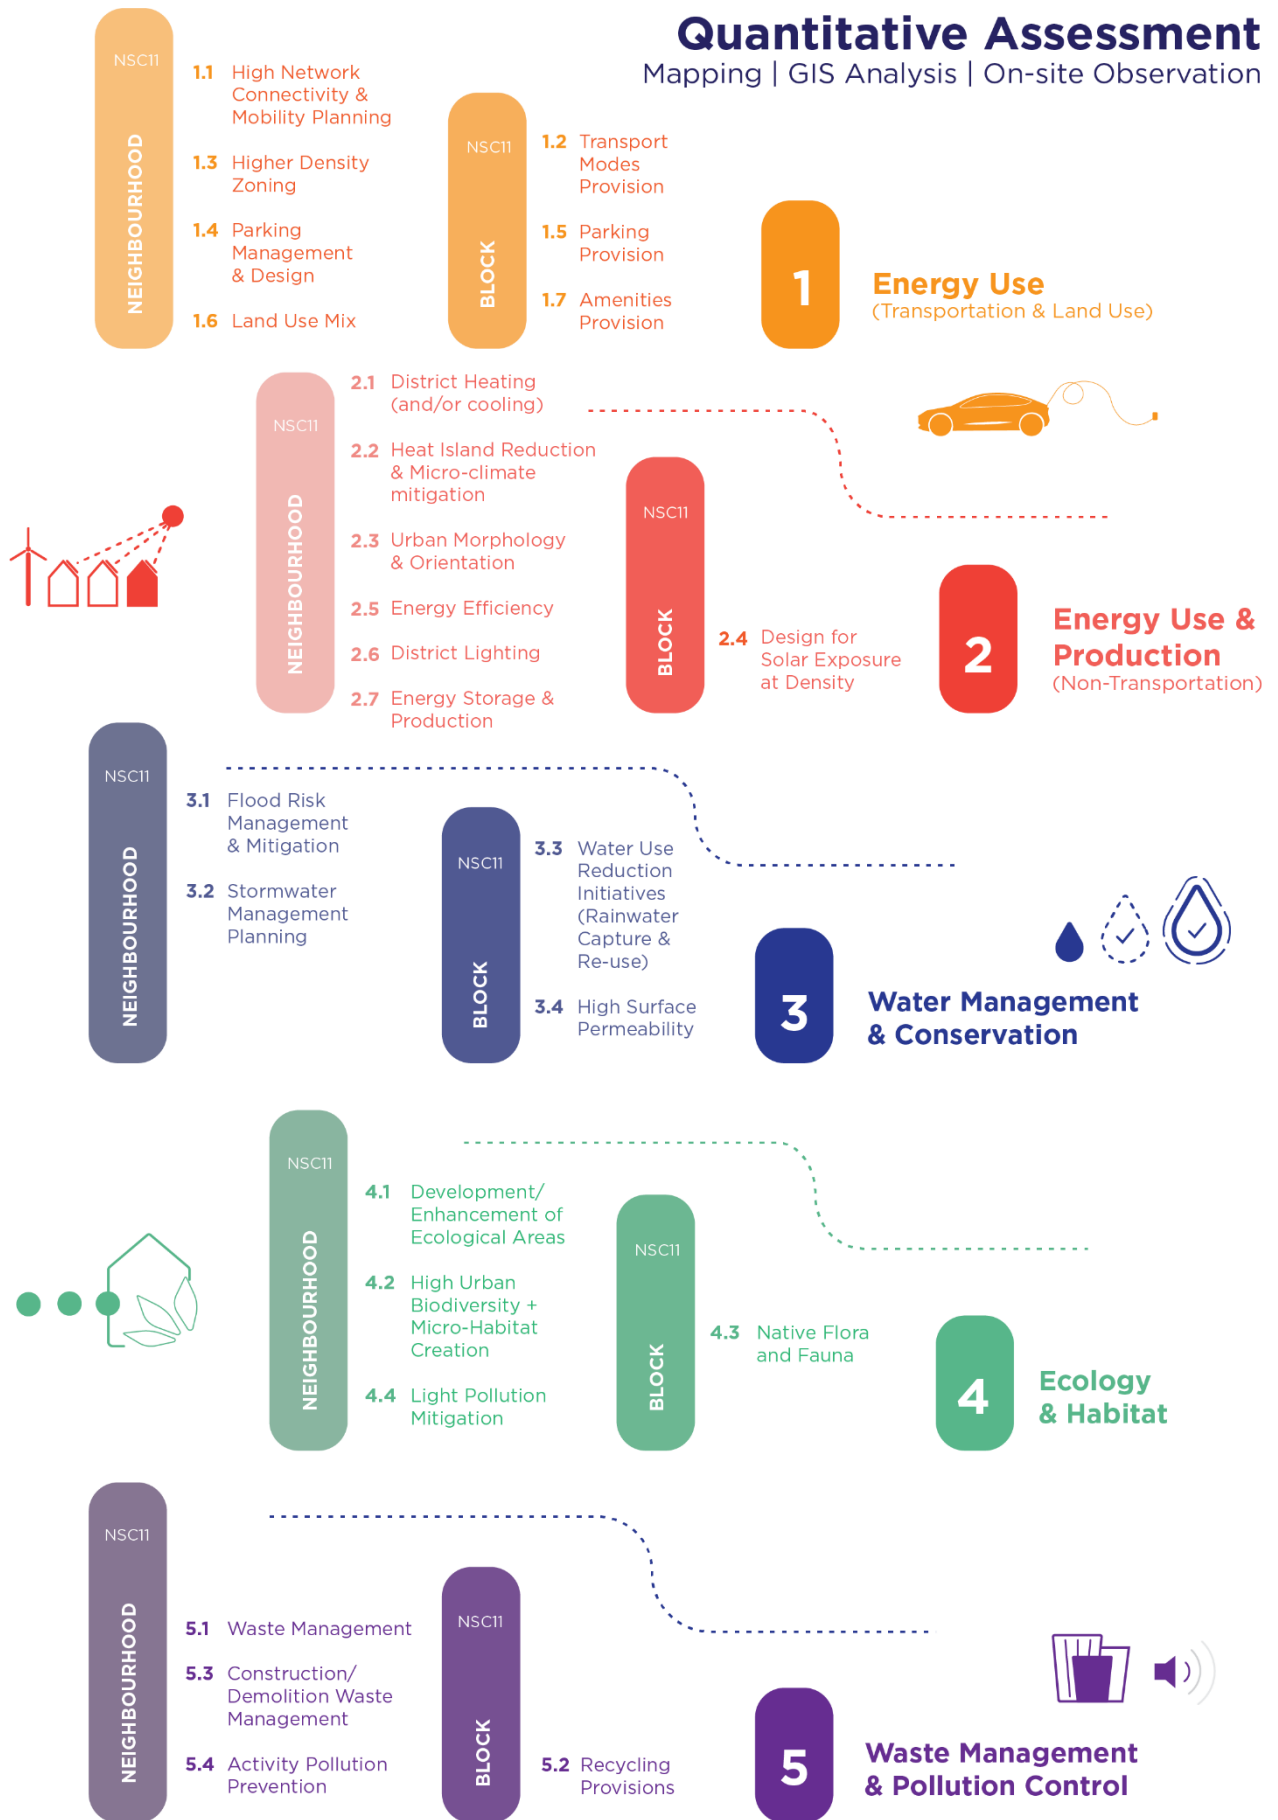 Quantitative Assessment
Mapping | GIS Analysis | On-site Observation
NSC11
NEIGHBOURHOOD
1.1 High Network
Connectivity &
Mobility Planning
1.3 Higher Density
Zoning
1.4 Parking
Management
& Design
1.6 Land Use Mix
NSC11
BLOCK
1.2 Transport
Modes
Provision
1.5 Parking
Provision
1.7 Amenities
Provision
1
Energy Use
(Transportation & Land Use)
NSC11
NEIGHBOURHOOD
2.1 District Heating
(and/or cooling)
2.2 Heat Island Reduction
& Micro-climate
mitigation
2.3 Urban Morphology
& Orientation
2.5 Energy Efficiency
2.6 District Lighting
2.7 Energy Storage &
Production
NSC11
BLOCK
2.4 Design for
Solar Exposure
at Density
2
Energy Use &
Production
(Non-Transportation)
NSC11
NEIGHBOURHOOD
3.1 Flood Risk
Management
& Mitigation
3.2 Stormwater
Management
Planning
NSC11
BLOCK
3.3 Water Use
Reduction
Initiatives
(Rainwater
Capture &
Re-use)
3.4 High Surface
Permeability
3
Water Management
& Conservation
NSC11
NEIGHBOURHOOD
4.1 Development/
Enhancement of
Ecological Areas
4.2 High Urban
Biodiversity +
Micro-Habitat
Creation
4.4 Light Pollution
Mitigation
NSC11
BLOCK
4.3 Native Flora
and Fauna
4
Ecology
& Habitat
NSC11
NEIGHBOURHOOD
5.1 Waste Management
5.3 Construction/
Demolition Waste
Management
5.4 Activity Pollution
Prevention
NSC11
BLOCK
5.2 Recycling
Provisions
5
Waste Management
& Pollution Control